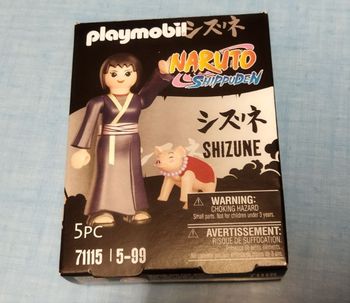 playmobil シズネ
NARUTO
SHIPPUDEN
シズネ
SHIZUNE
WARNING:
CHOKING HAZARD
Small parts. Not for children under 3 years.
5PC
71115 | 5-99
AVERTISSEMENT:
RISQUE DE SUFFOCATION.